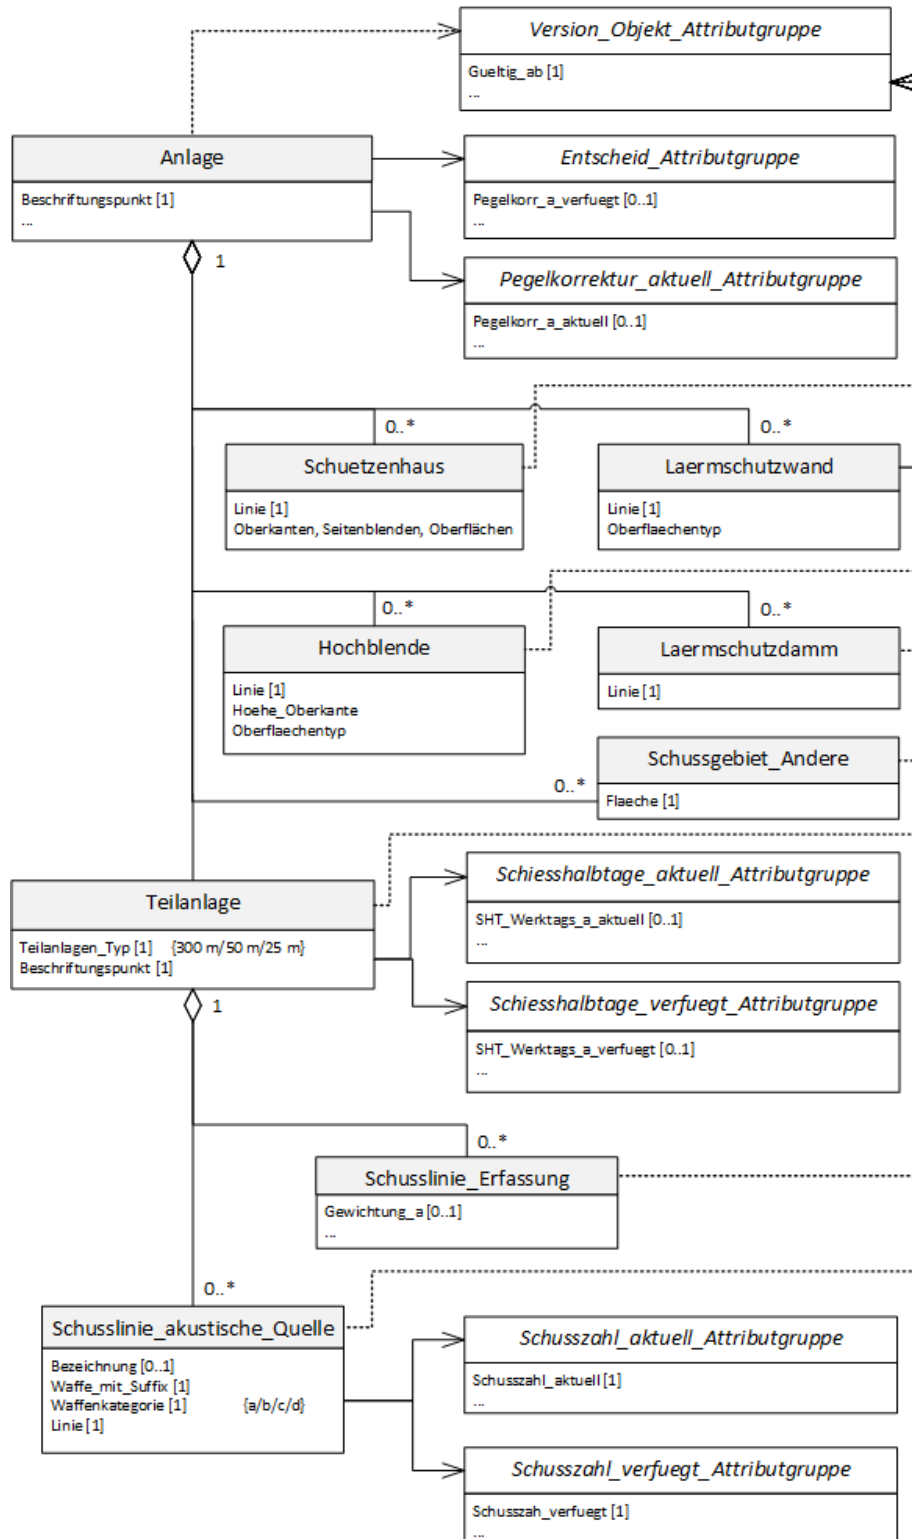 Version_Objekt_Attributgruppe
Gueltig_ab [1]
...
Anlage
Beschriftungspunkt [1]
...
1
Entscheid_Attributgruppe
Pegelkorr_a_verfuegt [0..1]
...
Pegelkorrektur_aktuell_Attributgruppe
Pegelkorr_a_aktuell [0..1]
...
0..*
Schuetzenhaus
Linie [1]
Oberkanten, Seitenblenden, Oberflächen
0..*
Laermschutzwand
Linie [1]
Oberflaechentyp
0..*
Hochblende
Linie [1]
Hoehe_Oberkante
Oberflaechentyp
0..*
Laermschutzdamm
Linie [1]
0..*
Schussgebiet_Andere
Flaeche [1]
Teilanlage
Teilanlagen_Typ [1] {300 m/50 m/25 m}
Beschriftungspunkt [1]
1
Schiesshalbtage_aktuell_Attributgruppe
SHT_Werktags_a_aktuell [0..1]
...
Schiesshalbtage_verfuegt_Attributgruppe
SHT_Werktags_a_verfuegt [0..1]
...
0..*
Schusslinie_Erfassung
Gewichtung_a [0..1]
...
0..*
Schusslinie_akustische_Quelle
Bezeichnung [0..1]
Waffe_mit_Suffix [1]
Waffenkategorie [1] {a/b/c/d}
Linie [1]
Schusszahl_aktuell_Attributgruppe
Schusszahl_aktuell [1]
...
Schusszahl_verfuegt_Attributgruppe
Schusszah_verfuegt [1]
...